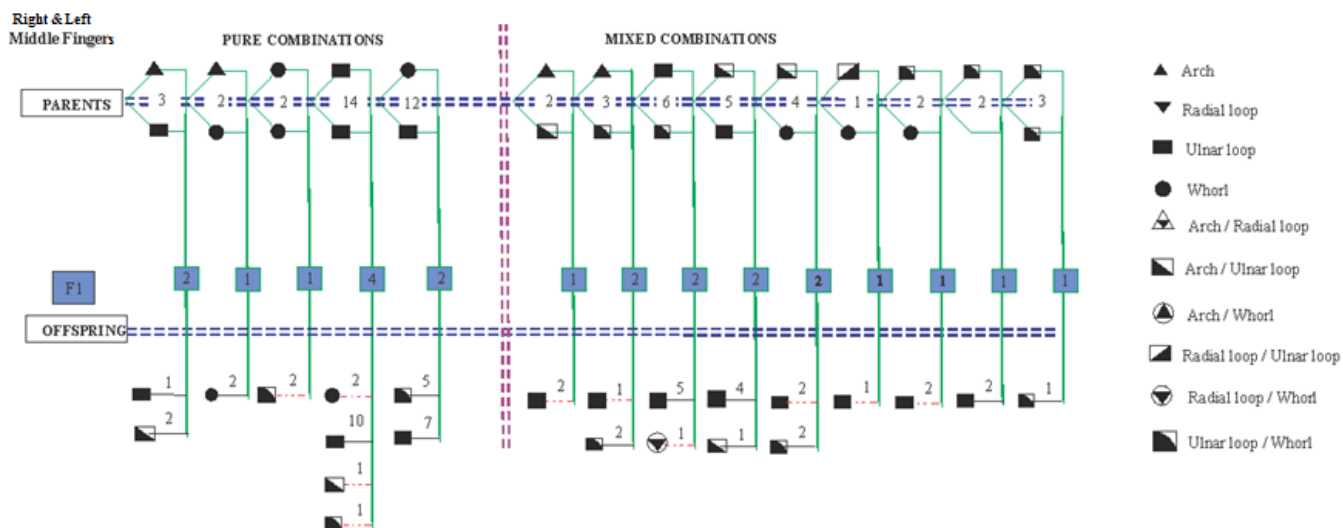 Right & Left
Middle Fingers
PURE COMBINATIONS
MIXED COMBINATIONS
PARENTS
3 2 2 14 12 2 3 6 5 4 1 2 2 3
F1
2 1 1 4 2 1 2 2 2 2 1 1 1 1
OFFSPRING
1 2 2 2 5 2 1 5 4 2 1 2 2 1
2 10 7 2 1 1 2
1
1
Arch
Radial loop
Ulnar loop
Whorl
Arch / Radial loop
Arch / Ulnar loop
Arch / Whorl
Radial loop / Ulnar loop
Radial loop / Whorl
Ulnar loop / Whorl